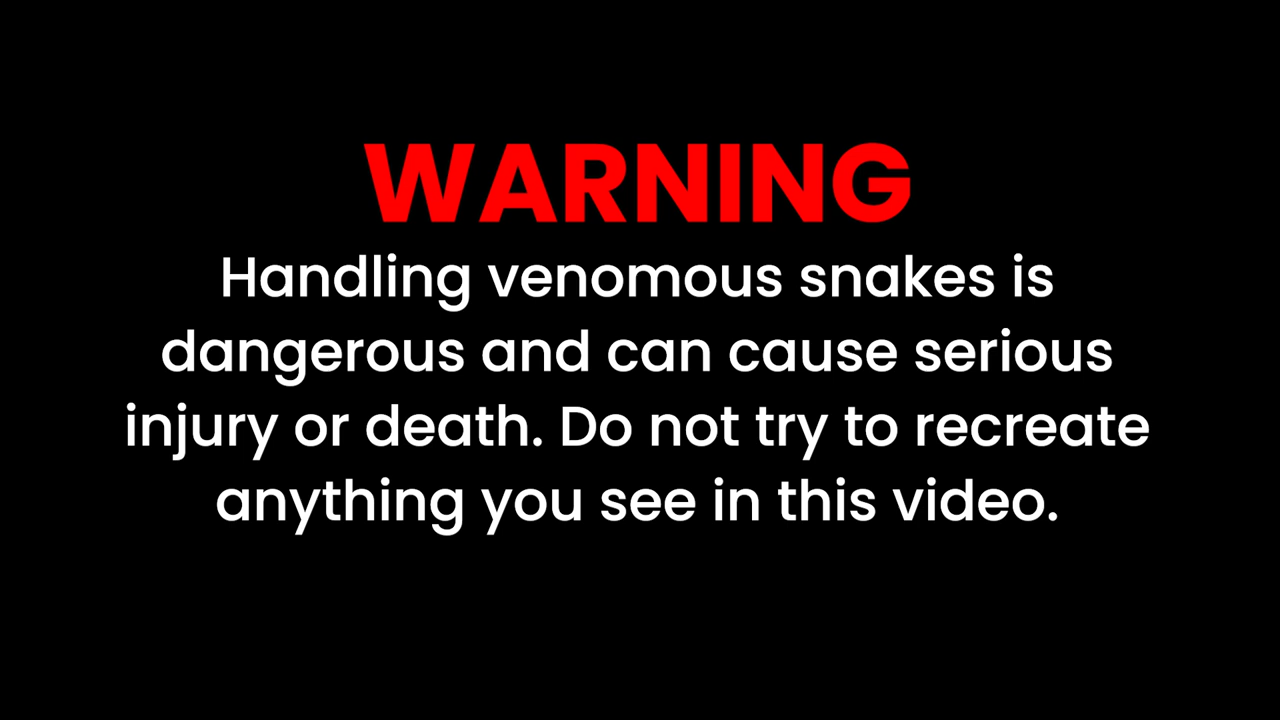 WARNING
Handling venomous snakes is
dangerous and can cause serious
injury or death. Do not try to recreate
anything you see in this video.